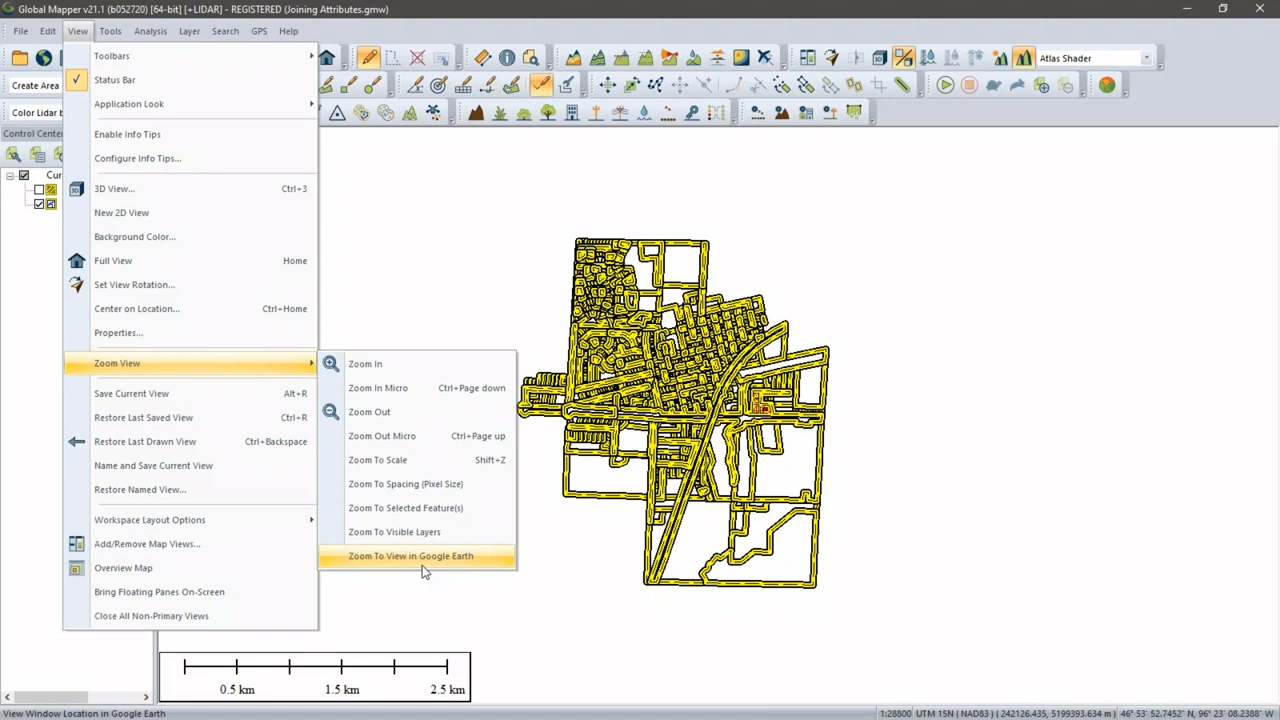 Global Mapper v21.1 (b052720) [64-bit] [+LIDAR] - REGISTERED (Joining Attributes.gmw)
File Edit View Tools Analysis Layer Search GPS Help
Atlas Shader
Create Area
Color Lidar b
Control Center
Cur
Toolbars
Status Bar
Application Look
Enable Info Tips
Configure Info Tips...
3D View... Ctrl+3
New 2D View
Background Color...
Full View Home
Set View Rotation...
Center on Location... Ctrl+Home
Properties...
Zoom View
Save Current View Alt+R
Restore Last Saved View Ctrl+R
Restore Last Drawn View Ctrl+Backspace
Name and Save Current View
Restore Named View...
Workspace Layout Options
Add/Remove Map Views...
Overview Map
Bring Floating Panes On-Screen
Close All Non-Primary Views
Zoom In
Zoom In Micro Ctrl+Page down
Zoom Out
Zoom Out Micro Ctrl+Page up
Zoom To Scale Shift+Z
Zoom To Spacing (Pixel Size)
Zoom To Selected Feature(s)
Zoom To Visible Layers
Zoom To View in Google Earth
0.5 km 1.5 km 2.5 km
View Window Location in Google Earth
1:28800 UTM 15N (NAD83) (242126.435, 5199393.634 m) 46° 53' 52.7452" N, 96° 23' 08.2388" W